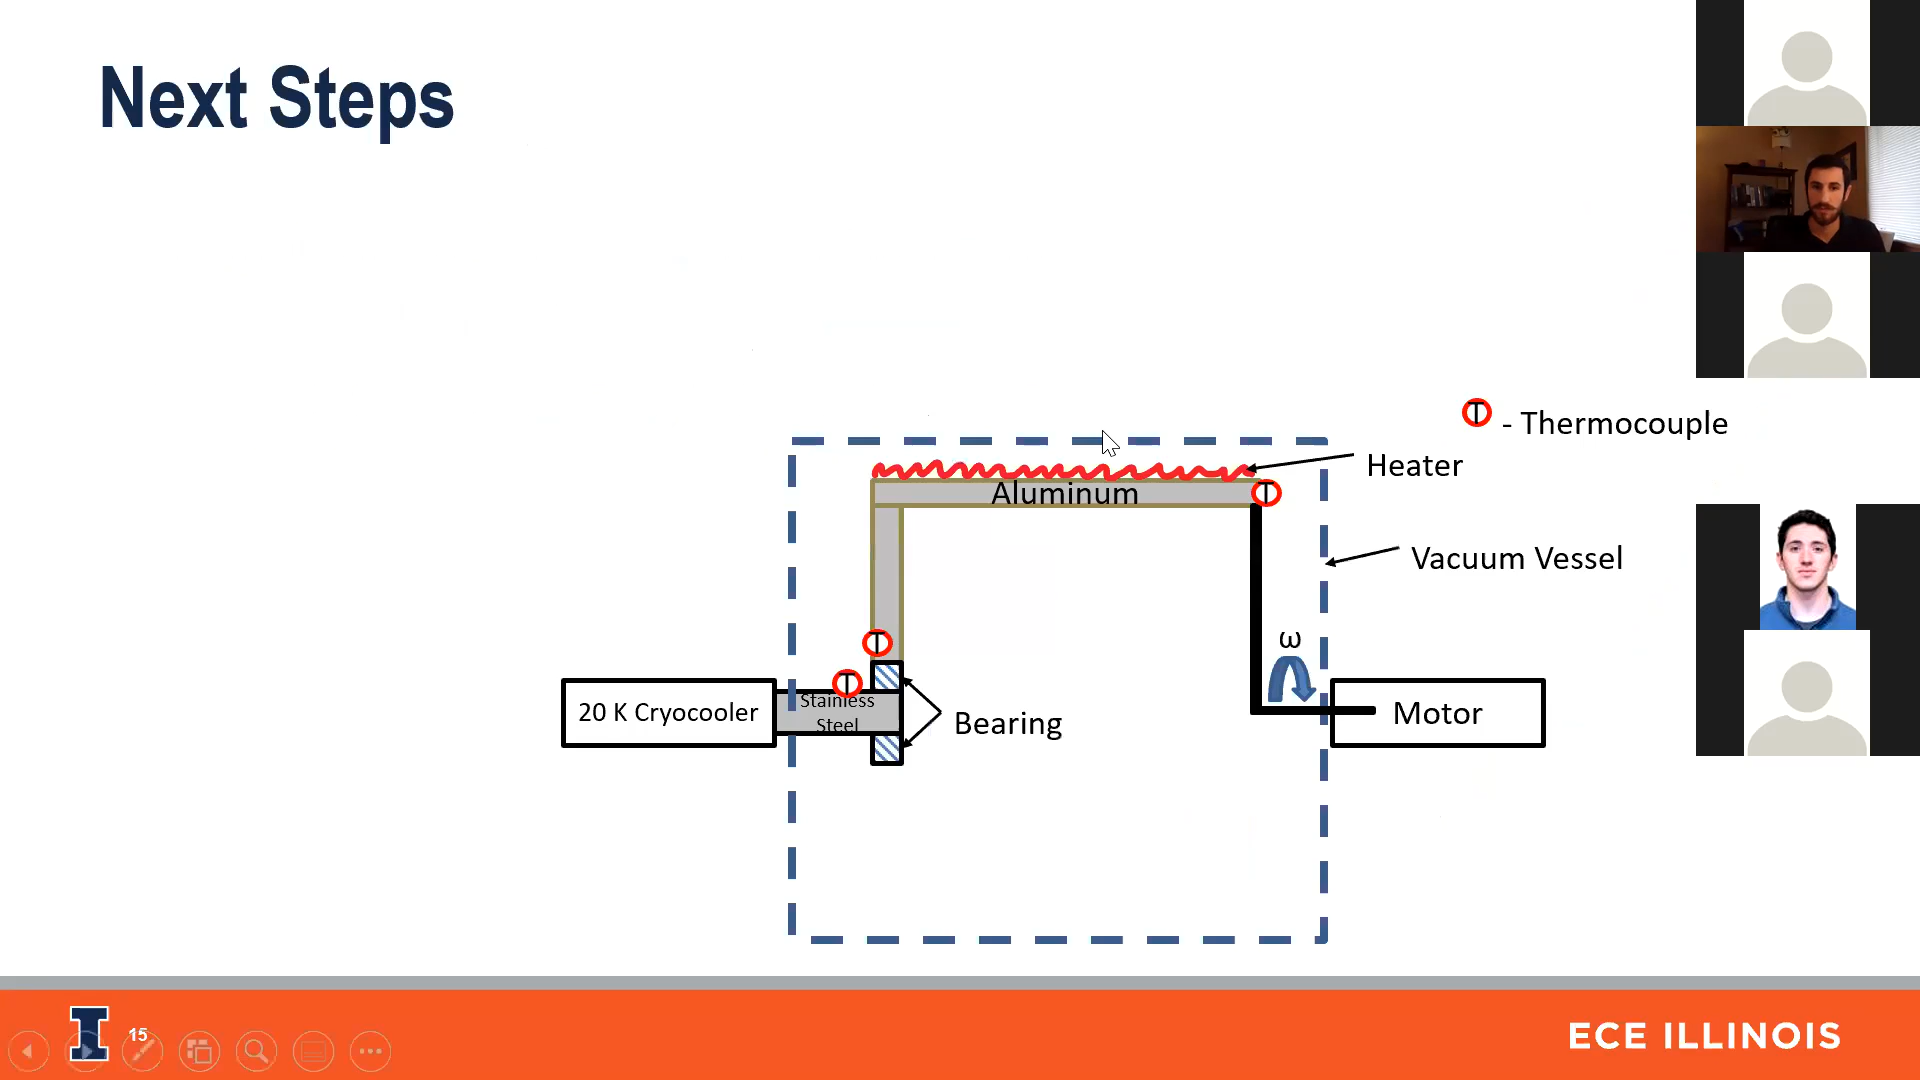 Next Steps
T - Thermocouple
Heater
Aluminum
T
Vacuum Vessel
ω
T
T
20 K Cryocooler
Stainless
Steel
Bearing
Motor
I
15
ECE ILLINOIS